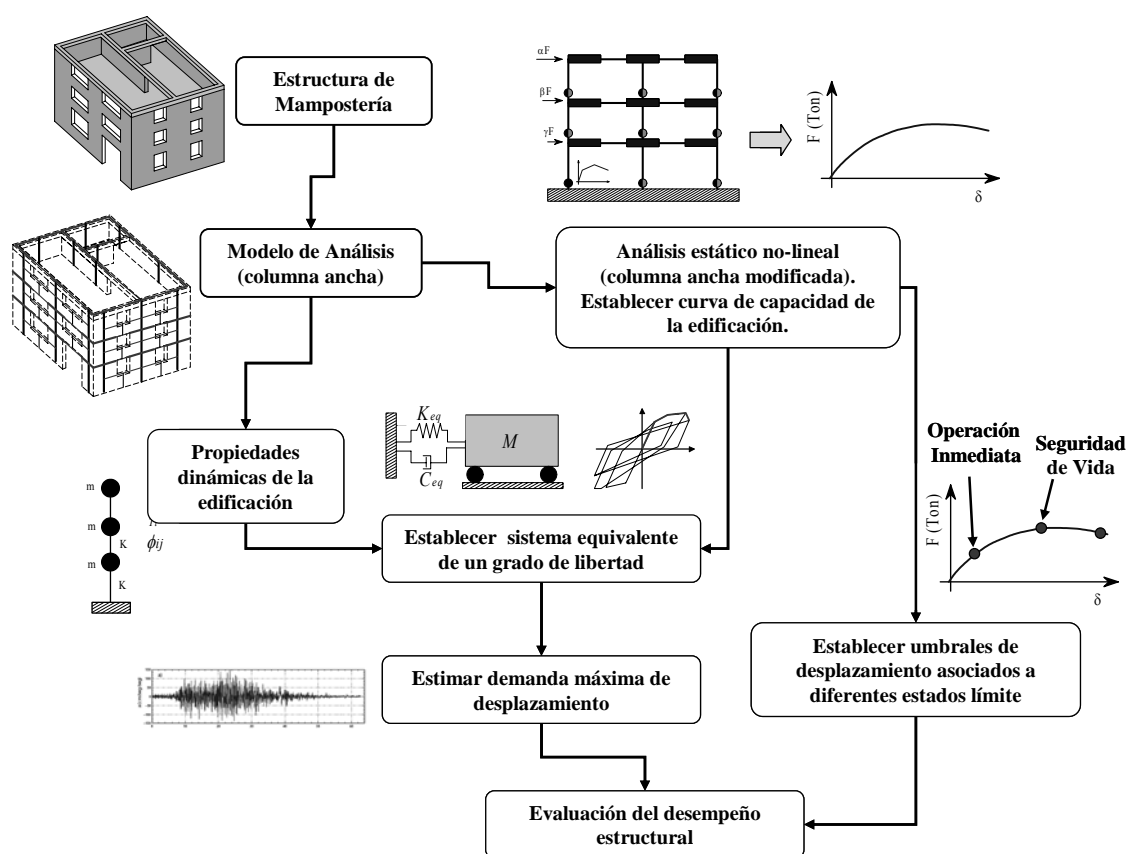 Estructura de
Mampostería
αF
βF
γF
F (Ton)
δ
Modelo de Análisis
(columna ancha)
Análisis estático no-lineal
(columna ancha modificada).
Establecer curva de capacidad de
la edificación.
Propiedades
dinámicas de la
edificación
Keq
M
Ceq
Operación
Inmediata
Seguridad
de Vida
F (Ton)
δ
m
m
K
m
K
ϕij
Establecer sistema equivalente
de un grado de libertad
Estimar demanda máxima de
desplazamiento
Establecer umbrales de
desplazamiento asociados a
diferentes estados límite
Evaluación del desempeño
estructural